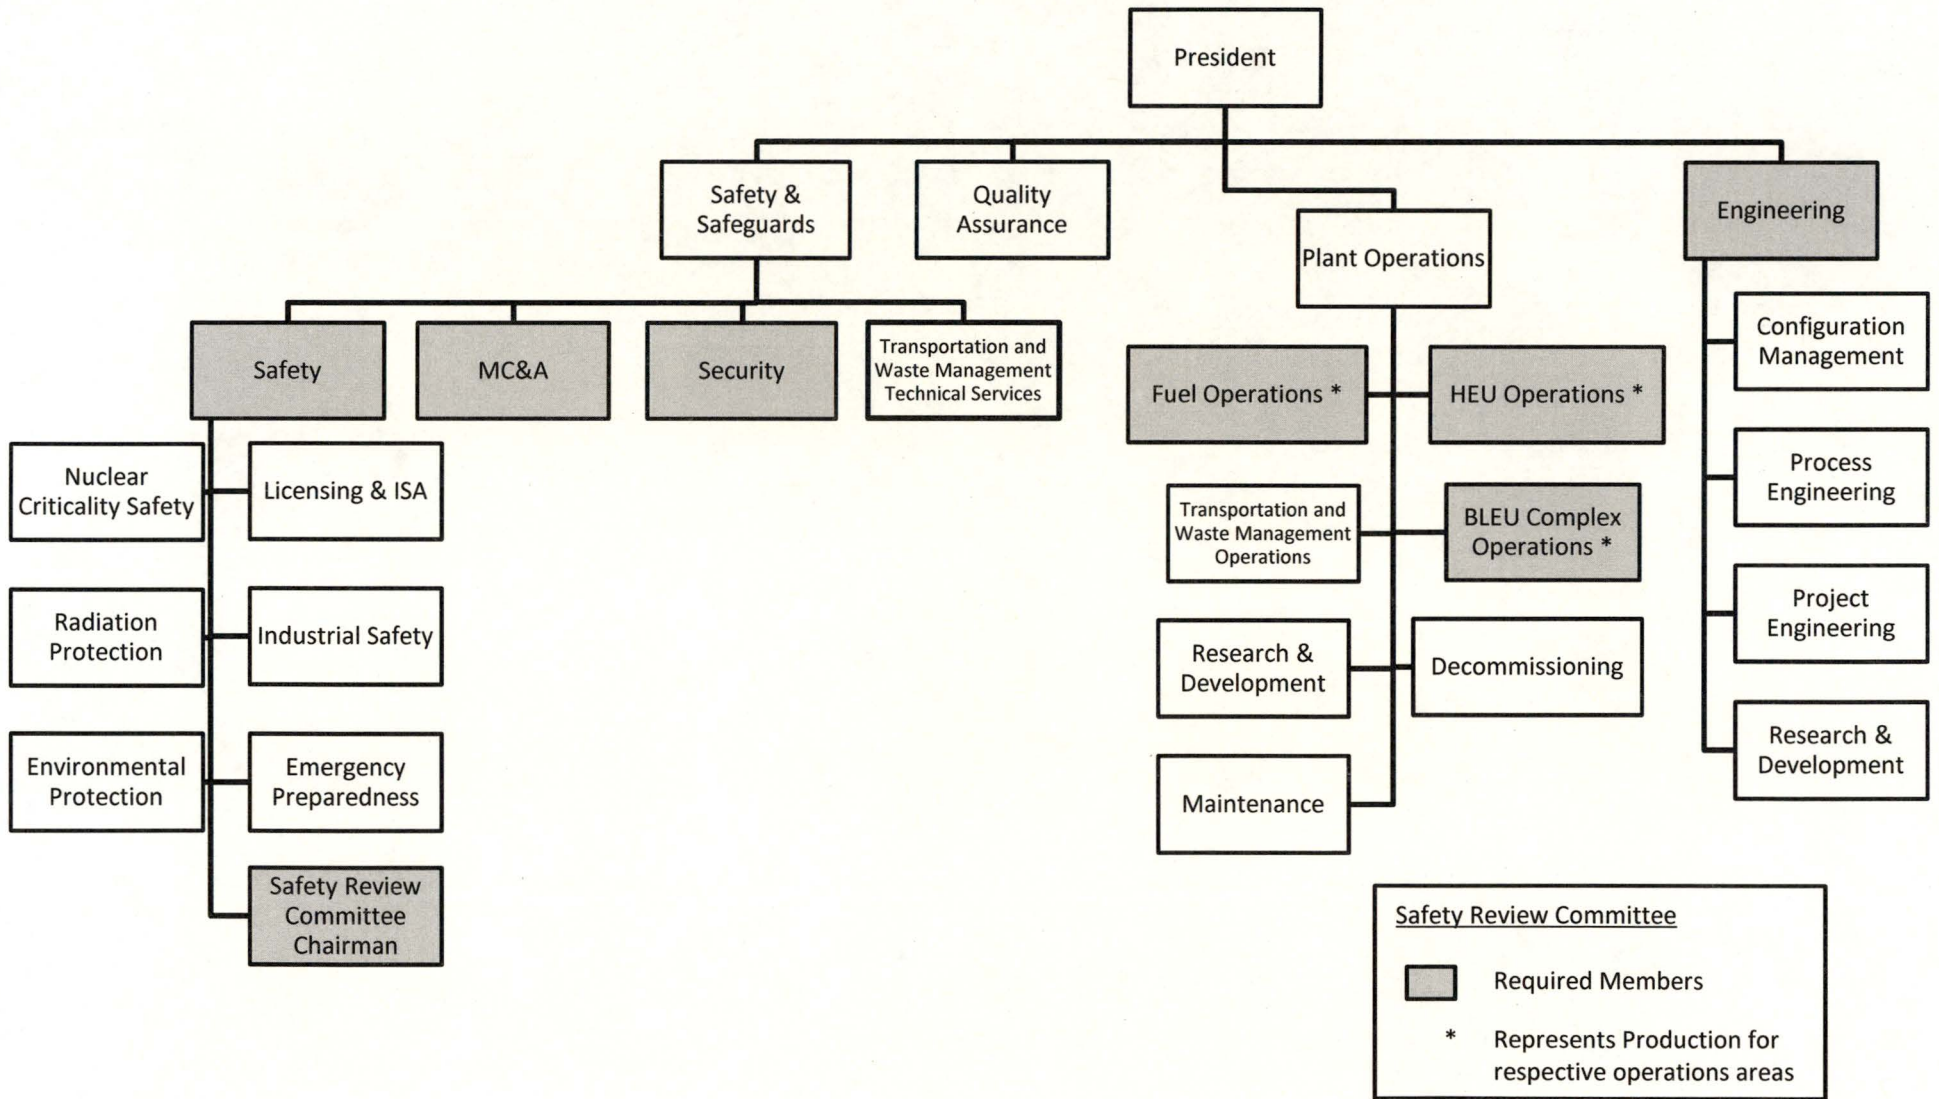 President
Safety &
Safeguards
Quality
Assurance
Plant Operations
Engineering
Safety
MC&A
Security
Transportation and
Waste Management
Technical Services
Nuclear
Criticality Safety
Licensing & ISA
Radiation
Protection
Industrial Safety
Environmental
Protection
Emergency
Preparedness
Safety Review
Committee
Chairman
Fuel Operations *
HEU Operations *
Transportation and
Waste Management
Operations
BLEU Complex
Operations *
Research &
Development
Decommissioning
Maintenance
Configuration
Management
Process
Engineering
Project
Engineering
Research &
Development
Safety Review Committee
Required Members
* Represents Production for
respective operations areas